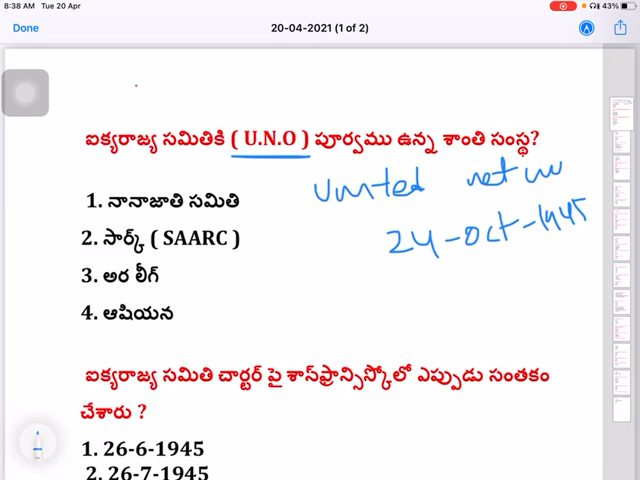 8:38 AM Tue 20 Apr 43%
Done 20-04-2021 (1 of 2)
ఐక్యరాజ్య సమితికి ( U.N.O ) పూర్వము ఉన్న శాంతి సంస్థ?
1. నానాజాతి సమితి
United
24-Oct-1945
2. సార్క్ ( SAARC )
3. అర లీగ్
4. ఆషియన
ఐక్యరాజ్య సమితి చార్టర్ పై శాన్‌ఫ్రాన్సిస్కోలో ఎప్పుడు సంతకం
చేశారు ?
1. 26-6-1945
2. 26-7-1945